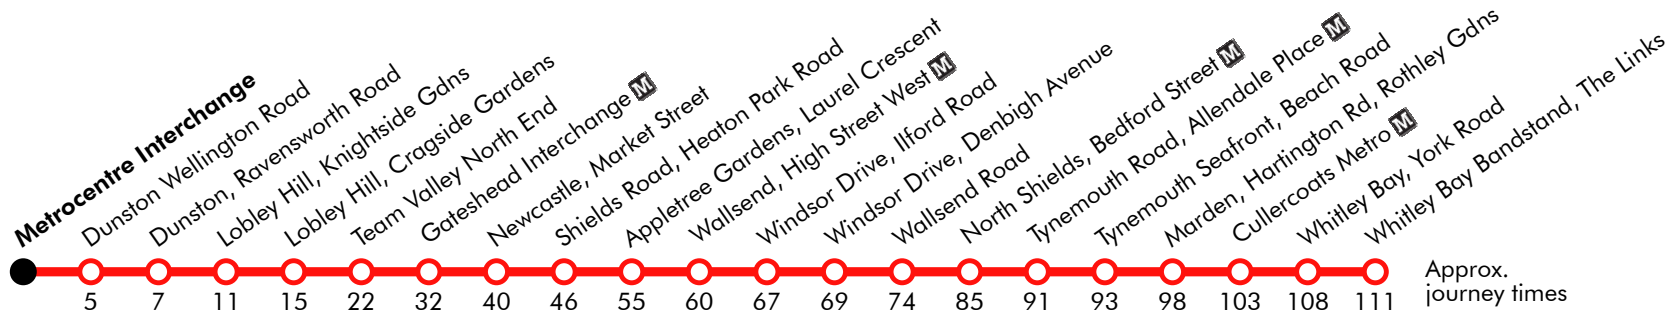 Metrocentre Interchange
Dunston Wellington Road
Dunston, Ravensworth Road
Lobley Hill, Knightside Gdns
Lobley Hill, Cragside Gardens
Team Valley North End
Gateshead Interchange M
Newcastle, Market Street
Shields Road, Heaton Park Road
Appletree Gardens, Laurel Crescent
Wallsend, High Street West M
Windsor Drive, Ilford Road
Windsor Drive, Denbigh Avenue
Wallsend Road
North Shields, Bedford Street M
Tynemouth Road, Allendale Place M
Tynemouth Seafront, Beach Road
Marden, Hartington Rd, Rothley Gdns
Cullercoats Metro M
Whitley Bay, York Road
Whitley Bay Bandstand, The Links
5 7 11 15 22 32 40 46 55 60 67 69 74 85 91 93 98 103 108 111
Approx.
journey times